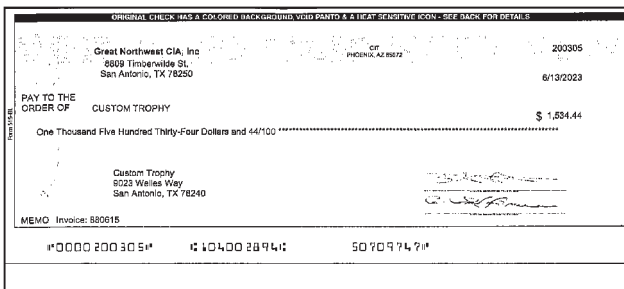 ORIGINAL CHECK HAS A COLORED BACKGROUND, VOID PANTO & A HEAT SENSITIVE ICON - SEE BACK FOR DETAILS
Great Northwest CIA, Inc
8809 Timberwilde St.
San Antonio, TX 78250
CIT
PHOENIX, AZ 85072
200305
6/13/2023
PAY TO THE
ORDER OF CUSTOM TROPHY
$ 1,534.44
One Thousand Five Hundred Thirty-Four Dollars and 44/100
Custom Trophy
9023 Welles Way
San Antonio, TX 78240
MEMO Invoice: 880615
⑈0000200305⑈ ⑆104002894⑆ 50709747⑈